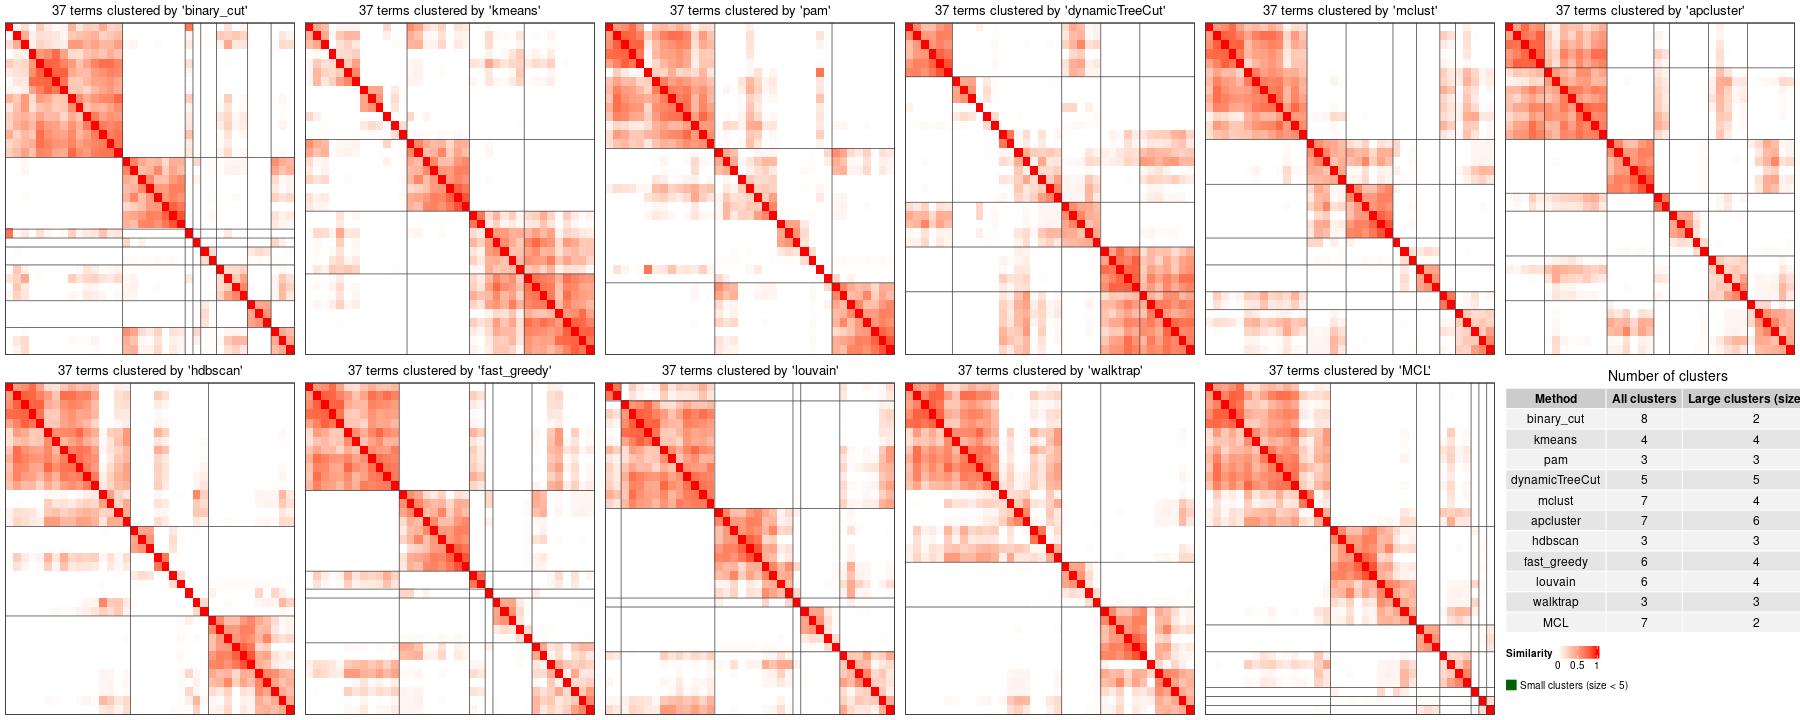 37 terms clustered by 'binary_cut'
37 terms clustered by 'kmeans'
37 terms clustered by 'pam'
37 terms clustered by 'dynamicTreeCut'
37 terms clustered by 'mclust'
37 terms clustered by 'apcluster'
37 terms clustered by 'hdbscan'
37 terms clustered by 'fast_greedy'
37 terms clustered by 'louvain'
37 terms clustered by 'walktrap'
37 terms clustered by 'MCL'
Number of clusters
Method All clusters Large clusters (size
binary_cut 8 2
kmeans 4 4
pam 3 3
dynamicTreeCut 5 5
mclust 7 4
apcluster 7 6
hdbscan 3 3
fast_greedy 6 4
louvain 6 4
walktrap 3 3
MCL 7 2
Similarity
0 0.5 1
Small clusters (size < 5)